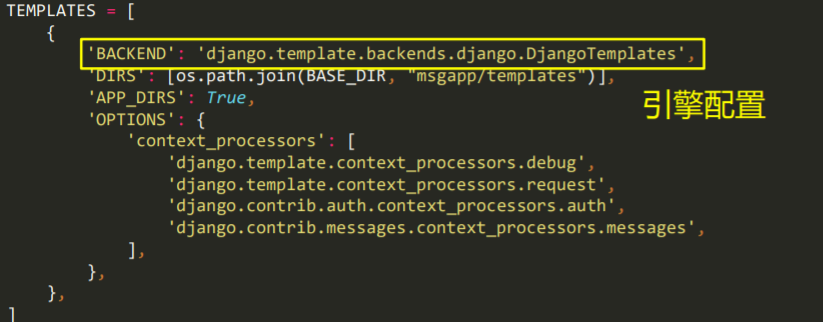 TEMPLATES = [
    {
        'BACKEND': 'django.template.backends.django.DjangoTemplates',
        'DIRS': [os.path.join(BASE_DIR, "msgapp/templates")],
        'APP_DIRS': True,
引擎配置
        'OPTIONS': {
            'context_processors': [
                'django.template.context_processors.debug',
                'django.template.context_processors.request',
                'django.contrib.auth.context_processors.auth',
                'django.contrib.messages.context_processors.messages',
            ],
        },
    },
]